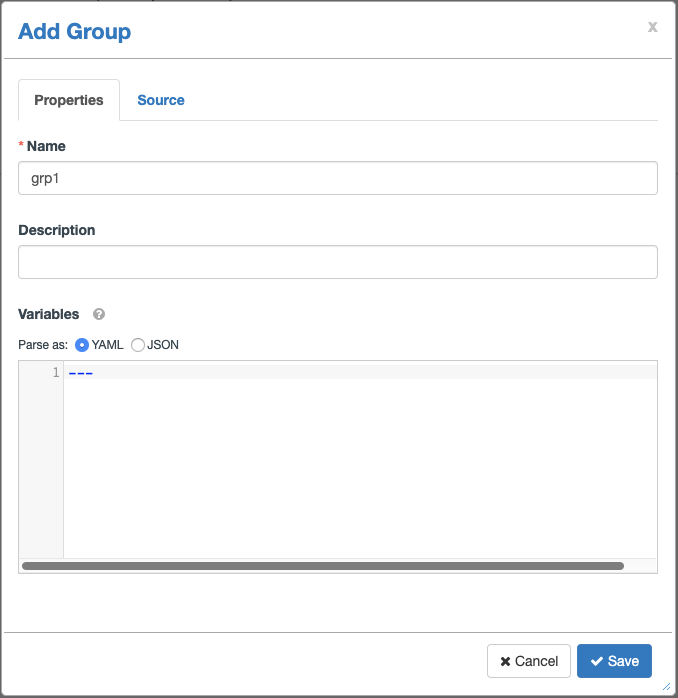 Add Group
x
Properties
Source
* Name
grp1
Description
Variables ?
Parse as: YAML JSON
1 ---
Cancel
Save